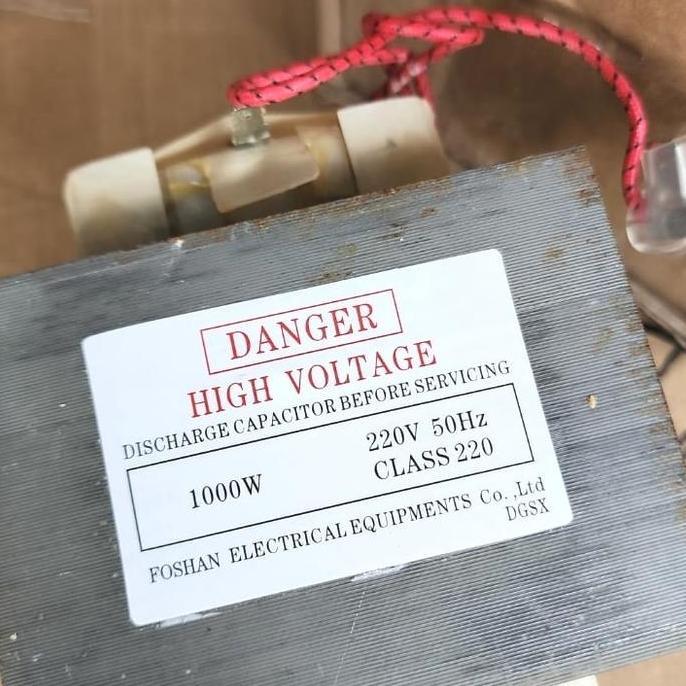 DANGER
HIGH VOLTAGE
DISCHARGE CAPACITOR BEFORE SERVICING
1000W
220V 50Hz
CLASS 220
FOSHAN ELECTRICAL EQUIPMENTS Co.,Ltd
DGSX